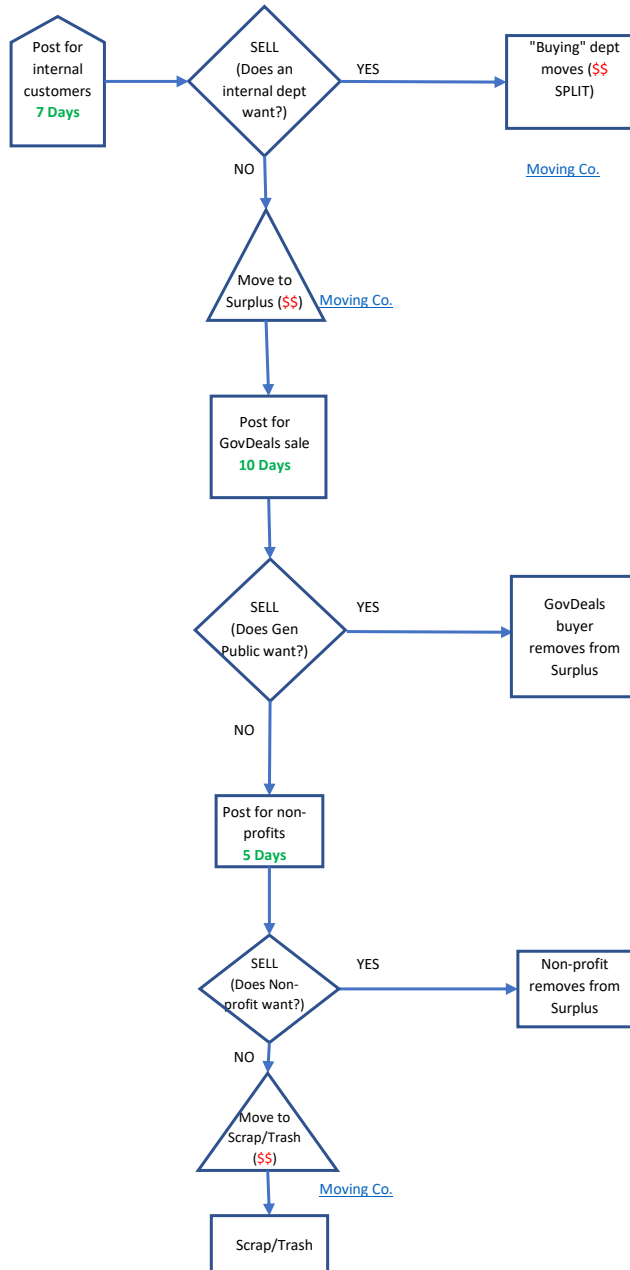 Post for
internal
customers
7 Days
SELL
(Does an
internal dept
want?)
YES
"Buying" dept
moves ($$
SPLIT)
NO
Moving Co.
Move to
Surplus ($$)
Moving Co.
Post for
GovDeals sale
10 Days
SELL
(Does Gen
Public want?)
YES
GovDeals
buyer
removes from
Surplus
NO
Post for non-
profits
5 Days
SELL
(Does Non-
profit want?)
YES
Non-profit
removes from
Surplus
NO
Move to
Scrap/Trash
($$)
Moving Co.
Scrap/Trash